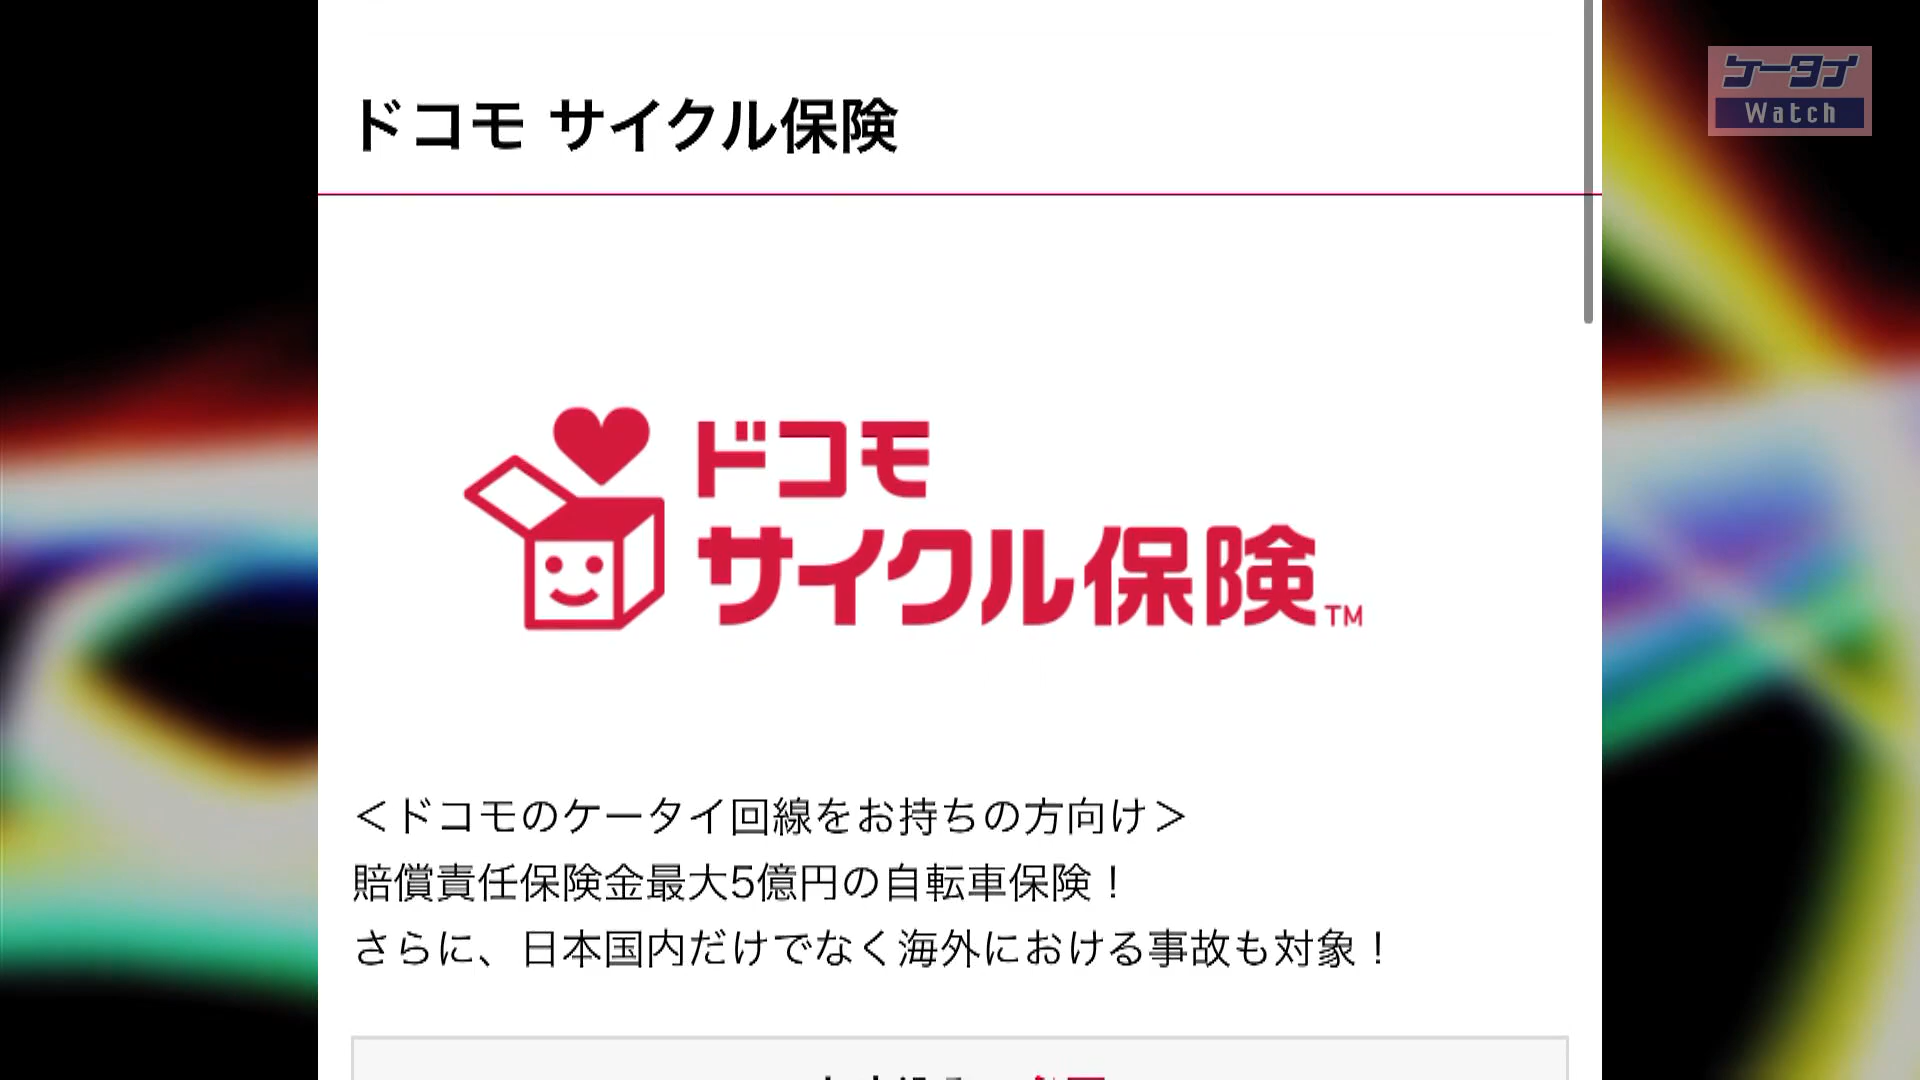 ドコモ サイクル保険
ケータイ
Watch
ドコモ
サイクル保険TM
＜ドコモのケータイ回線をお持ちの方向け＞
賠償責任保険金最大5億円の自転車保険！
さらに、日本国内だけでなく海外における事故も対象！